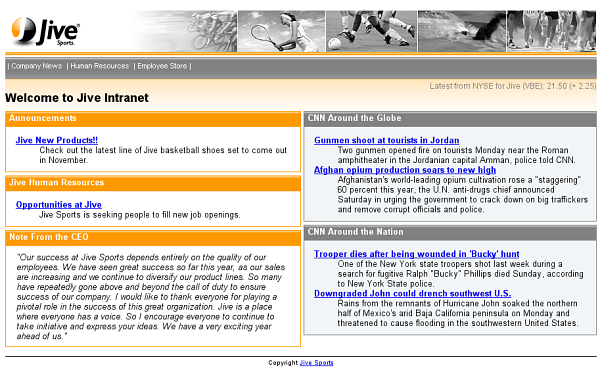 Jive
Sports.
| Company News | Human Resources | Employee Store |
Latest from NYSE for Jive (VBE): 21.50 (+ 2.25)
Welcome to Jive Intranet
Announcements
Jive New Products!!
Check out the latest line of Jive basketball shoes set to come out
in November.
Jive Human Resources
Opportunities at Jive
Jive Sports is seeking people to fill new job openings.
Note From the CEO
"Our success at Jive Sports depends entirely on the quality of our
employees. We have seen great success so far this year, as our sales
are increasing and we continue to diversify our product lines. So many
have repeatedly gone above and beyond the call of duty to ensure
success of our company. I would like to thank everyone for playing a
pivotal role in the success of this great organization. Jive is a place
where everyone has a voice. So I encourage everyone to continue to
take initiative and express your ideas. We have a very exciting year
ahead of us."
CNN Around the Globe
Gunmen shoot at tourists in Jordan
Two gunmen opened fire on tourists Monday near the Roman
amphitheater in the Jordanian capital Amman, police told CNN.
Afghan opium production soars to new high
Afghanistan's world-leading opium cultivation rose a "staggering"
60 percent this year, the U.N. anti-drugs chief announced
Saturday in urging the government to crack down on big traffickers
and remove corrupt officials and police.
CNN Around the Nation
Trooper dies after being wounded in 'Bucky' hunt
One of the New York state troopers shot last week during a
search for fugitive Ralph "Bucky" Phillips died Sunday, according
to New York State police.
Downgraded John could drench southwest U.S.
Rains from the remnants of Hurricane John soaked the northern
half of Mexico's arid Baja California peninsula on Monday and
threatened to cause flooding in the southwestern United States.
Copyright Jive Sports